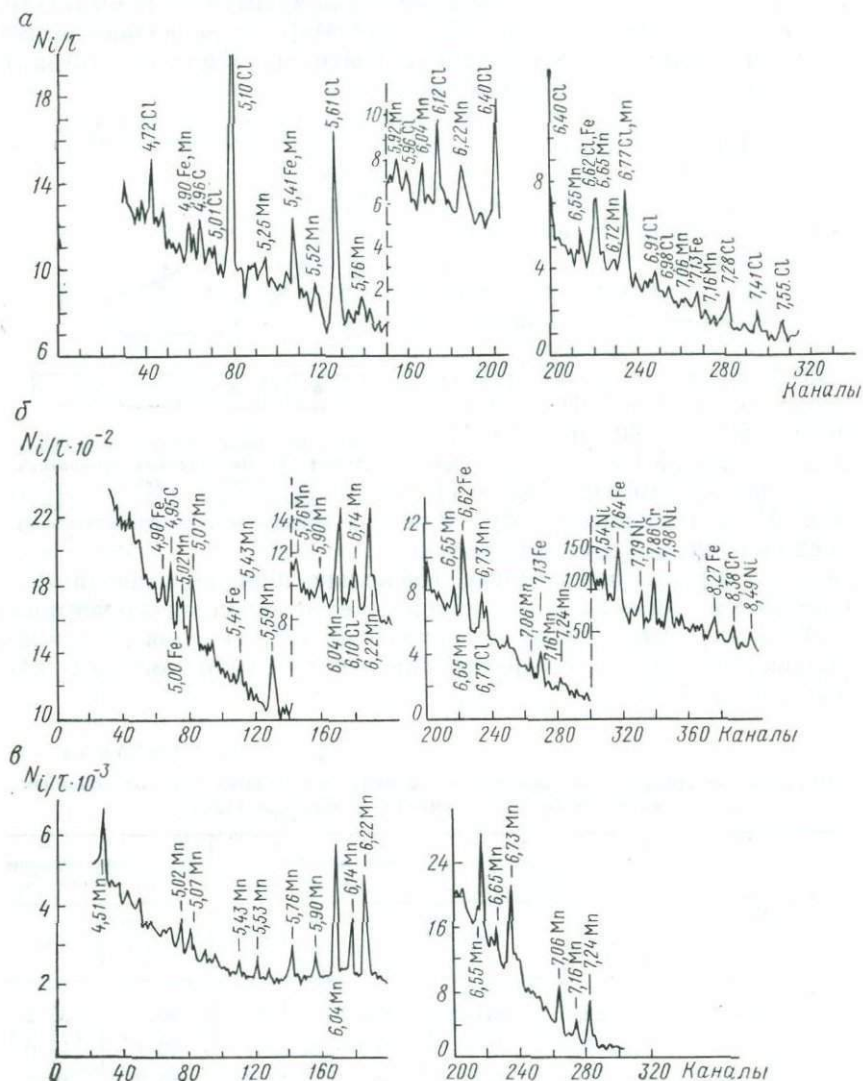 а
Ni/τ
18
16
14
12
10
8
6
4,72 Cl
4,90 Fe, Mn
4,96 C
5,01 Cl
5,10 Cl
5,25 Mn
5,41 Fe, Mn
5,52 Mn
5,61 Cl
5,76 Mn
10
8
6
4
2
5,92 Mn
5,96 Cl
6,04 Mn
6,12 Cl
6,22 Mn
6,40 Cl
40
80
120
160
200
8
4
0
6,40 Cl
6,55 Mn
6,62 Cl, Fe
6,65 Mn
6,72 Mn
6,77 Cl, Mn
6,91 Cl
6,98 Cl
7,06 Mn
7,13 Fe
7,16 Mn
7,28 Cl
7,41 Cl
7,55 Cl
200
240
280
320
Каналы
б
Ni/τ·10⁻²
22
18
14
10
4,90 Fe
4,95 C
5,00 Fe
5,02 Mn
5,07 Mn
5,41 Fe
5,43 Mn
5,59 Mn
14
12
8
5,76 Mn
5,90 Mn
6,04 Mn
6,10 Cl
6,14 Mn
6,22 Mn
0
40
80
120
160
12
8
4
0
6,55 Mn
6,62 Fe
6,65 Mn
6,73 Mn
6,77 Cl
7,06 Mn
7,13 Fe
7,16 Mn
7,24 Mn
150
100
50
7,54 Ni
7,64 Fe
7,79 Ni
7,86 Cr
7,98 Ni
8,27 Fe
8,38 Cr
8,48 Ni
200
240
280
320
360
Каналы
в
Ni/τ·10⁻³
6
4
2
0
4,51 Mn
5,02 Mn
5,07 Mn
5,43 Mn
5,53 Mn
5,76 Mn
5,90 Mn
6,04 Mn
6,14 Mn
6,22 Mn
0
40
80
120
160
24
16
8
0
6,55 Mn
6,65 Mn
6,73 Mn
7,06 Mn
7,16 Mn
7,24 Mn
200
240
280
320
Каналы